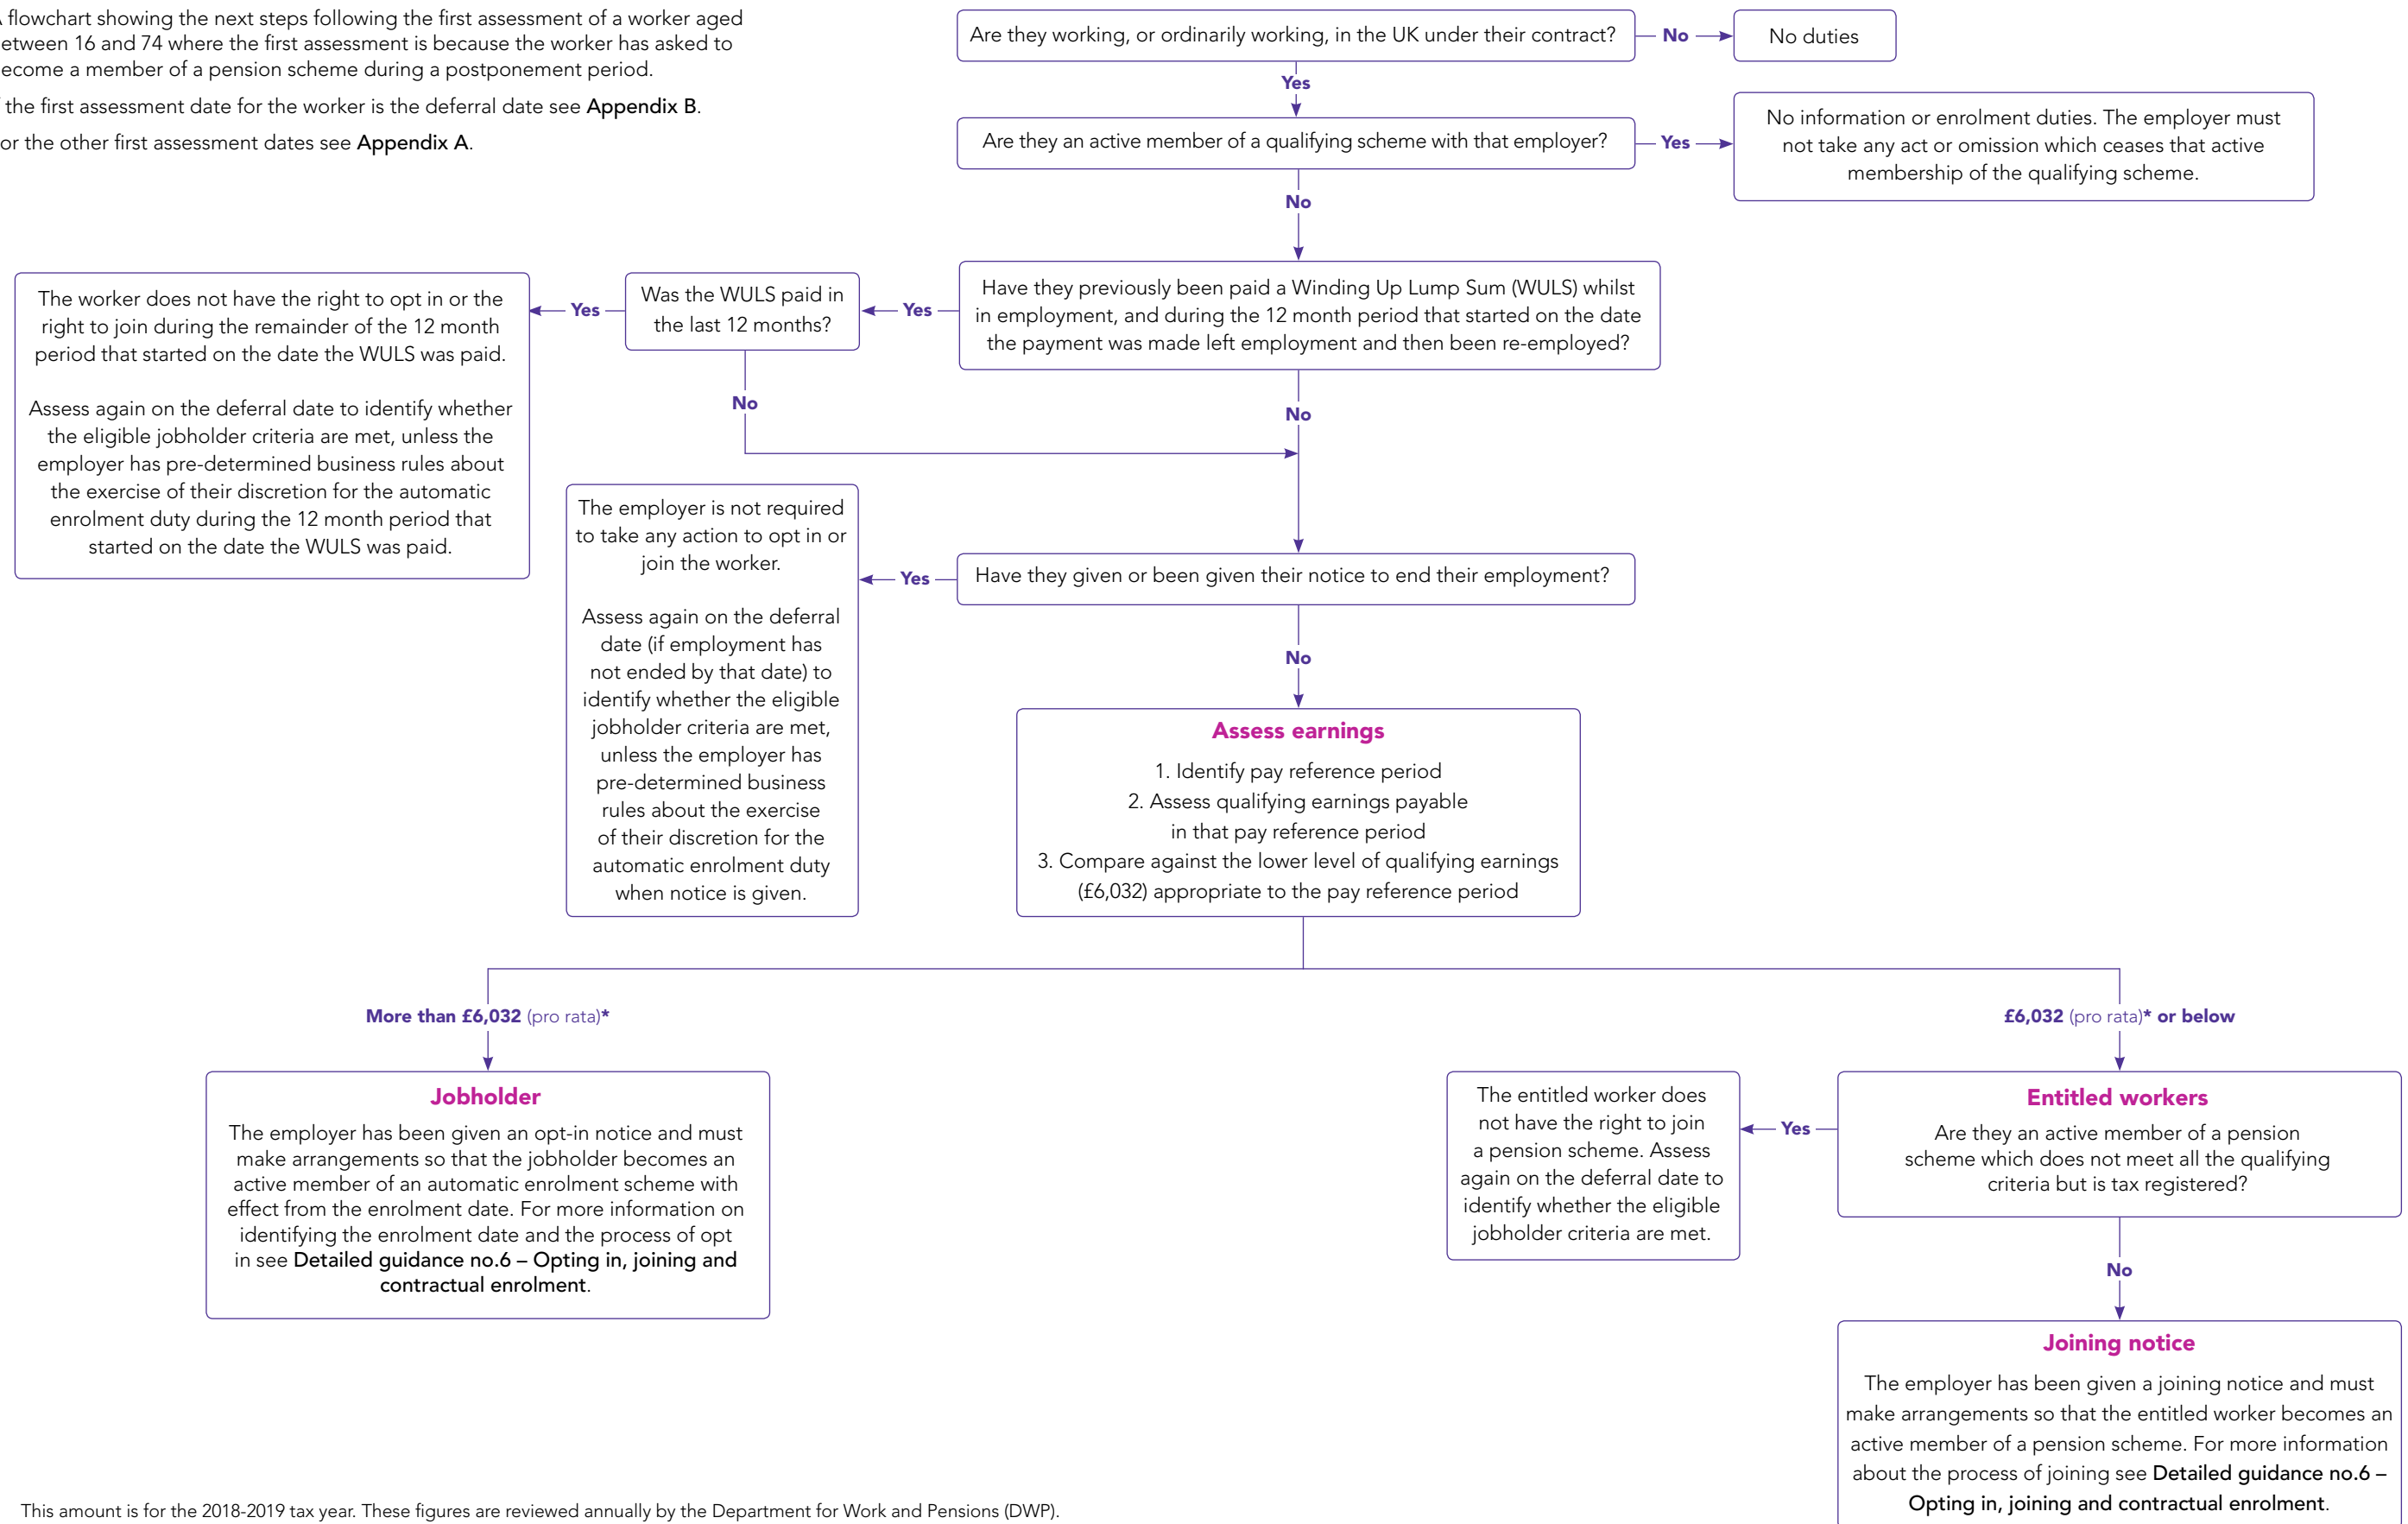 flowchart showing the next steps following the first assessment of a worker aged
etween 16 and 74 where the first assessment is because the worker has asked to
ecome a member of a pension scheme during a postponement period.
the first assessment date for the worker is the deferral date see Appendix B.
or the other first assessment dates see Appendix A.
Are they working, or ordinarily working, in the UK under their contract?
No
No duties
Yes
Are they an active member of a qualifying scheme with that employer?
Yes
No information or enrolment duties. The employer must
not take any act or omission which ceases that active
membership of the qualifying scheme.
No
Have they previously been paid a Winding Up Lump Sum (WULS) whilst
in employment, and during the 12 month period that started on the date
the payment was made left employment and then been re-employed?
Yes
Was the WULS paid in
the last 12 months?
Yes
The worker does not have the right to opt in or the
right to join during the remainder of the 12 month
period that started on the date the WULS was paid.
Assess again on the deferral date to identify whether
the eligible jobholder criteria are met, unless the
employer has pre-determined business rules about
the exercise of their discretion for the automatic
enrolment duty during the 12 month period that
started on the date the WULS was paid.
No
No
Have they given or been given their notice to end their employment?
Yes
The employer is not required
to take any action to opt in or
join the worker.
Assess again on the deferral
date (if employment has
not ended by that date) to
identify whether the eligible
jobholder criteria are met,
unless the employer has
pre-determined business
rules about the exercise
of their discretion for the
automatic enrolment duty
when notice is given.
No
Assess earnings
1. Identify pay reference period
2. Assess qualifying earnings payable
in that pay reference period
3. Compare against the lower level of qualifying earnings
(£6,032) appropriate to the pay reference period
More than £6,032 (pro rata)*
£6,032 (pro rata)* or below
Jobholder
The employer has been given an opt-in notice and must
make arrangements so that the jobholder becomes an
active member of an automatic enrolment scheme with
effect from the enrolment date. For more information on
identifying the enrolment date and the process of opt
in see Detailed guidance no.6 – Opting in, joining and
contractual enrolment.
Entitled workers
Are they an active member of a pension
scheme which does not meet all the qualifying
criteria but is tax registered?
Yes
The entitled worker does
not have the right to join
a pension scheme. Assess
again on the deferral date to
identify whether the eligible
jobholder criteria are met.
No
Joining notice
The employer has been given a joining notice and must
make arrangements so that the entitled worker becomes an
active member of a pension scheme. For more information
about the process of joining see Detailed guidance no.6 –
Opting in, joining and contractual enrolment.
This amount is for the 2018-2019 tax year. These figures are reviewed annually by the Department for Work and Pensions (DWP).